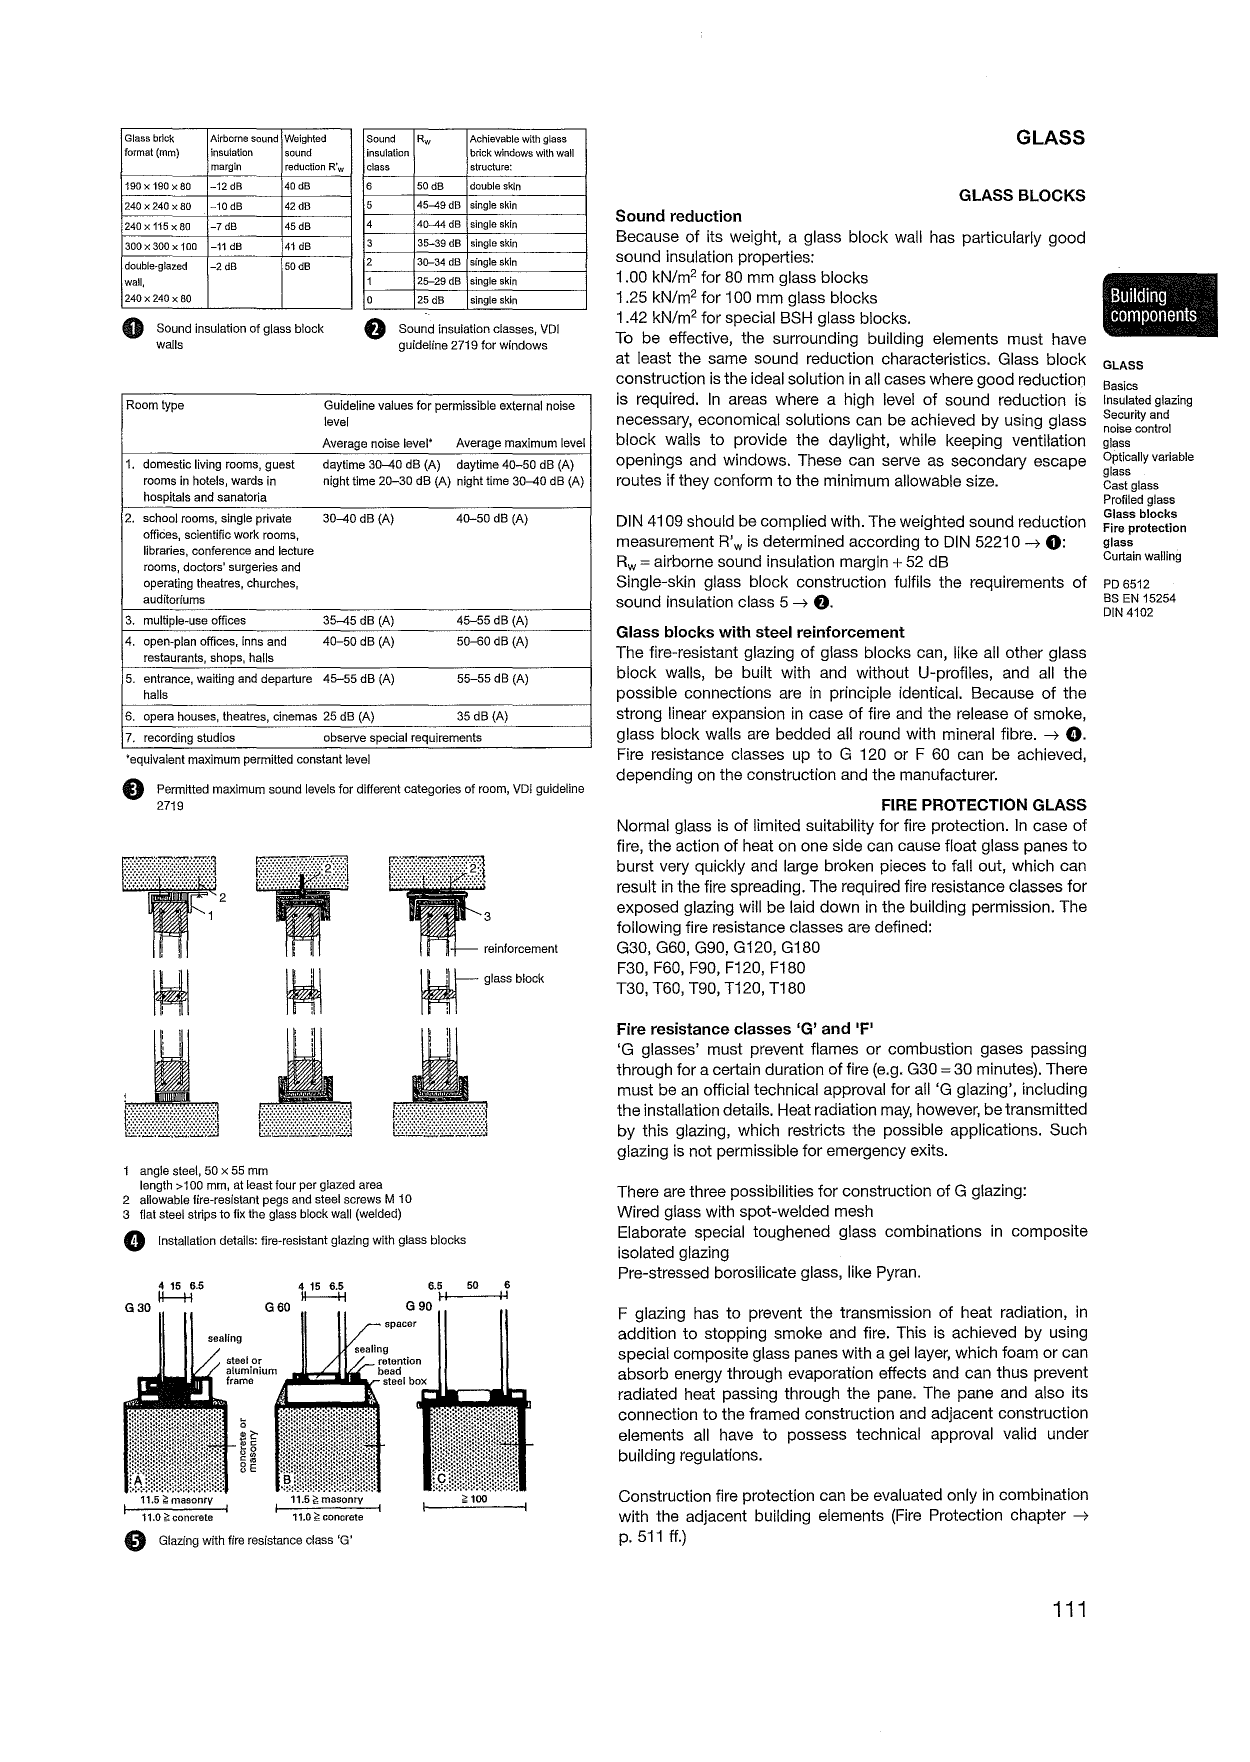 Glass brick format (mm) | Airborne sound insulation margin | Weighted sound reduction R'w
190 × 190 × 80 | –12 dB | 40 dB
240 × 240 × 80 | –10 dB | 42 dB
240 × 115 × 80 | –7 dB | 45 dB
300 × 300 × 100 | –11 dB | 41 dB
double-glazed wall, 240 × 240 × 80 | –2 dB | 50 dB
1 Sound insulation of glass block
walls
Sound insulation class | Rw | Achievable with glass brick windows with wall structure:
6 | 50 dB | double skin
5 | 45–49 dB | single skin
4 | 40–44 dB | single skin
3 | 35–39 dB | single skin
2 | 30–34 dB | single skin
1 | 25–29 dB | single skin
0 | 25 dB | single skin
2 Sound insulation classes, VDI
guideline 2719 for windows
Room type | Guideline values for permissible external noise level
Average noise level* | Average maximum level
1. domestic living rooms, guest | daytime 30–40 dB (A) | daytime 40–50 dB (A)
rooms in hotels, wards in | night time 20–30 dB (A) | night time 30–40 dB (A)
hospitals and sanatoria
2. school rooms, single private | 30–40 dB (A) | 40–50 dB (A)
offices, scientific work rooms,
libraries, conference and lecture
rooms, doctors' surgeries and
operating theatres, churches,
auditoriums
3. multiple-use offices | 35–45 dB (A) | 45–55 dB (A)
4. open-plan offices, inns and | 40–50 dB (A) | 50–60 dB (A)
restaurants, shops, halls
5. entrance, waiting and departure | 45–55 dB (A) | 55–55 dB (A)
halls
6. opera houses, theatres, cinemas | 25 dB (A) | 35 dB (A)
7. recording studios | observe special requirements
*equivalent maximum permitted constant level
3 Permitted maximum sound levels for different categories of room, VDI guideline
2719
2 2 2
1 3
reinforcement
glass block
1 angle steel, 50 × 55 mm
length >100 mm, at least four per glazed area
2 allowable fire-resistant pegs and steel screws M 10
3 flat steel strips to fix the glass block wall (welded)
4 Installation details: fire-resistant glazing with glass blocks
4 15 6.5
G 30
sealing
steel or
aluminium
frame
concrete or
masonry
A
11.5 ≧ masonry
11.0 ≧ concrete
4 15 6.5
G 60
spacer
sealing
retention
bead
steel box
B
11.5 ≧ masonry
11.0 ≧ concrete
6.5 50 6
G 90
C
≧ 100
5 Glazing with fire resistance class 'G'
GLASS
GLASS BLOCKS
Sound reduction
Because of its weight, a glass block wall has particularly good
sound insulation properties:
1.00 kN/m² for 80 mm glass blocks
1.25 kN/m² for 100 mm glass blocks
1.42 kN/m² for special BSH glass blocks.
To be effective, the surrounding building elements must have
at least the same sound reduction characteristics. Glass block
construction is the ideal solution in all cases where good reduction
is required. In areas where a high level of sound reduction is
necessary, economical solutions can be achieved by using glass
block walls to provide the daylight, while keeping ventilation
openings and windows. These can serve as secondary escape
routes if they conform to the minimum allowable size.
DIN 4109 should be complied with. The weighted sound reduction
measurement R'w is determined according to DIN 52210 → 1:
Rw = airborne sound insulation margin + 52 dB
Single-skin glass block construction fulfils the requirements of
sound insulation class 5 → 2.
Glass blocks with steel reinforcement
The fire-resistant glazing of glass blocks can, like all other glass
block walls, be built with and without U-profiles, and all the
possible connections are in principle identical. Because of the
strong linear expansion in case of fire and the release of smoke,
glass block walls are bedded all round with mineral fibre. → 4.
Fire resistance classes up to G 120 or F 60 can be achieved,
depending on the construction and the manufacturer.
FIRE PROTECTION GLASS
Normal glass is of limited suitability for fire protection. In case of
fire, the action of heat on one side can cause float glass panes to
burst very quickly and large broken pieces to fall out, which can
result in the fire spreading. The required fire resistance classes for
exposed glazing will be laid down in the building permission. The
following fire resistance classes are defined:
G30, G60, G90, G120, G180
F30, F60, F90, F120, F180
T30, T60, T90, T120, T180
Fire resistance classes 'G' and 'F'
'G glasses' must prevent flames or combustion gases passing
through for a certain duration of fire (e.g. G30 = 30 minutes). There
must be an official technical approval for all 'G glazing', including
the installation details. Heat radiation may, however, be transmitted
by this glazing, which restricts the possible applications. Such
glazing is not permissible for emergency exits.
There are three possibilities for construction of G glazing:
Wired glass with spot-welded mesh
Elaborate special toughened glass combinations in composite
isolated glazing
Pre-stressed borosilicate glass, like Pyran.
F glazing has to prevent the transmission of heat radiation, in
addition to stopping smoke and fire. This is achieved by using
special composite glass panes with a gel layer, which foam or can
absorb energy through evaporation effects and can thus prevent
radiated heat passing through the pane. The pane and also its
connection to the framed construction and adjacent construction
elements all have to possess technical approval valid under
building regulations.
Construction fire protection can be evaluated only in combination
with the adjacent building elements (Fire Protection chapter →
p. 511 ff.)
Building
components
GLASS
Basics
Insulated glazing
Security and
noise control
glass
Optically variable
glass
Cast glass
Profiled glass
Glass blocks
Fire protection
glass
Curtain walling
PD 6512
BS EN 15254
DIN 4102
111